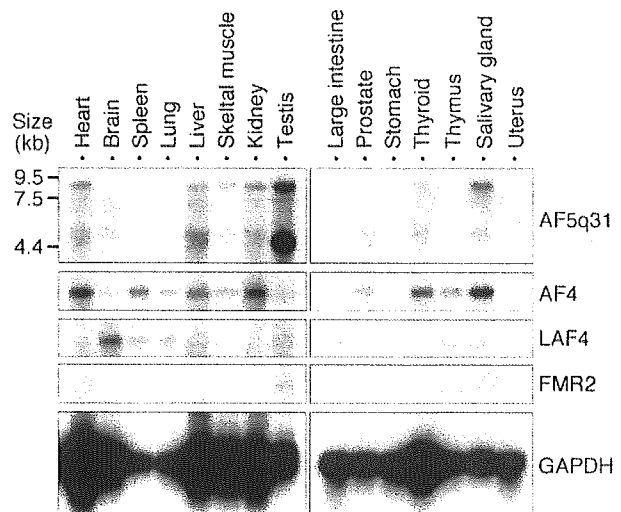 Size
(kb)
Heart
Brain
Spleen
Lung
Liver
Skeltal muscle
Kidney
Testis
Large intestine
Prostate
Stomach
Thyroid
Thymus
Salivary gland
Uterus
9.5
7.5
4.4
AF5q31
AF4
LAF4
FMR2
GAPDH